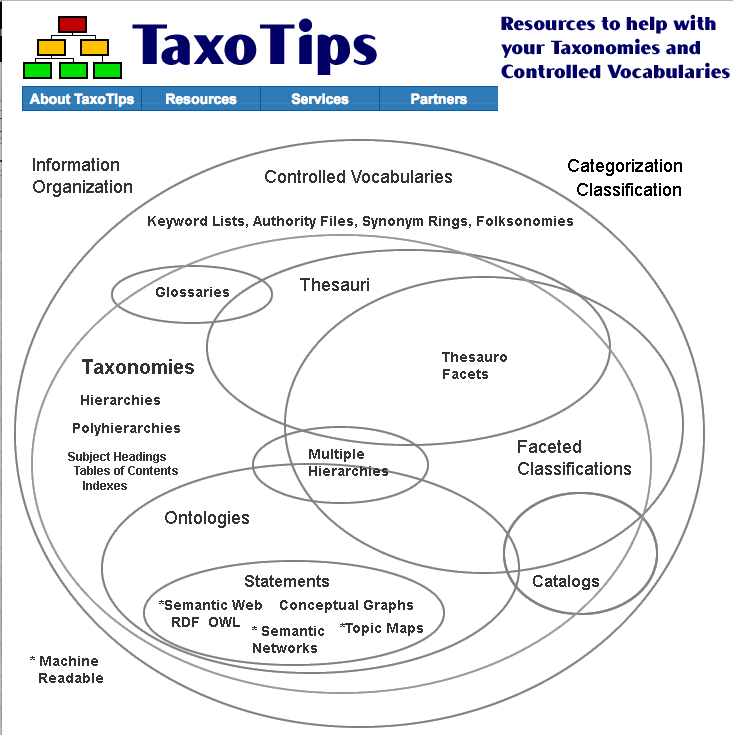 TaxoTips
Resources to help with
your Taxonomies and
Controlled Vocabularies
About TaxoTips
Resources
Services
Partners
Information
Organization
Controlled Vocabularies
Categorization
Classification
Keyword Lists, Authority Files, Synonym Rings, Folksonomies
Glossaries
Thesauri
Thesauro
Facets
Taxonomies
Hierarchies
Polyhierarchies
Subject Headings
Tables of Contents
Indexes
Multiple
Hierarchies
Faceted
Classifications
Ontologies
Catalogs
Statements
*Semantic Web
RDF OWL
Conceptual Graphs
* Semantic
Networks
*Topic Maps
* Machine
Readable